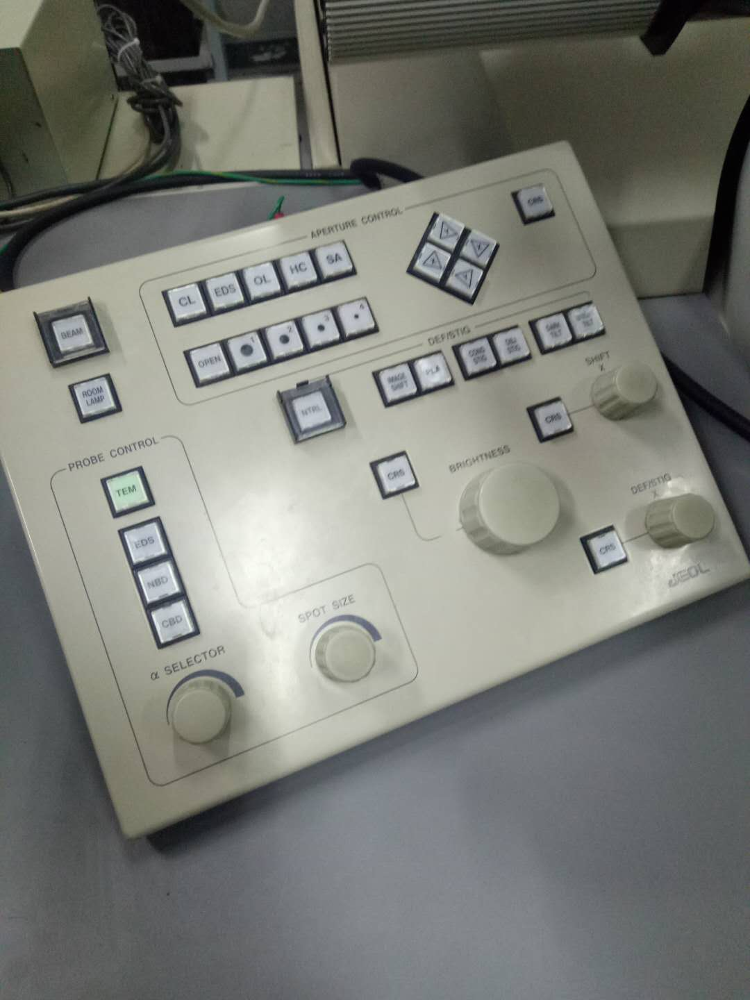 APERTURE CONTROL
CRS
CL EDS OL HC SA
OPEN 1 2 3 4
BEAM
ROOM
LAMP
DEF/STIG
IMAGE
SHIFT
PLA
COND
STIG
OBJ
STIG
DARK
TILT
TILT
NTRL
SHIFT
X
CRS
PROBE CONTROL
TEM
EDS
NBD
CBD
CRS
BRIGHTNESS
DEF/STIG
X
CRS
JEOL
SPOT SIZE
α SELECTOR